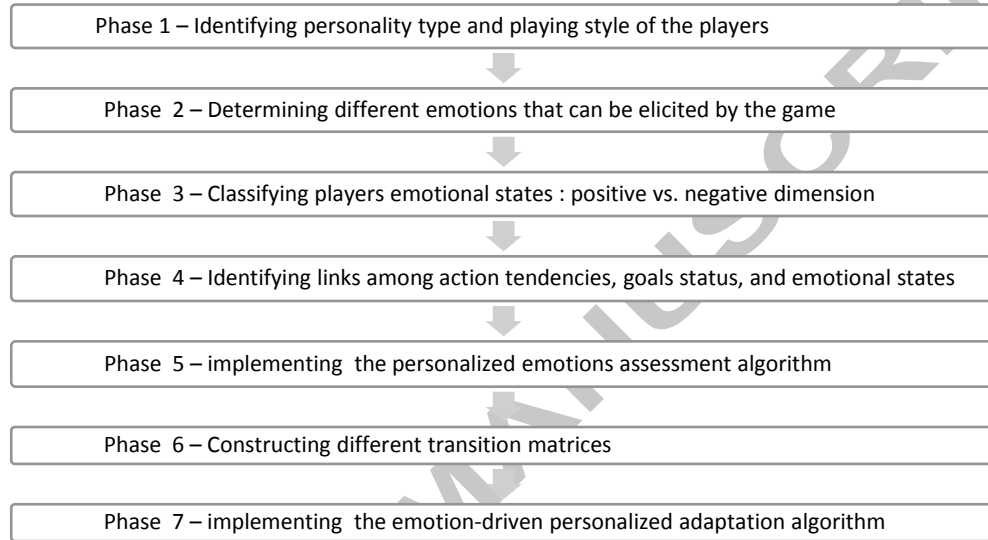 Phase 1 – Identifying personality type and playing style of the players
Phase 2 – Determining different emotions that can be elicited by the game
Phase 3 – Classifying players emotional states : positive vs. negative dimension
Phase 4 – Identifying links among action tendencies, goals status, and emotional states
Phase 5 – implementing the personalized emotions assessment algorithm
Phase 6 – Constructing different transition matrices
Phase 7 – implementing the emotion-driven personalized adaptation algorithm
MANUSCRI